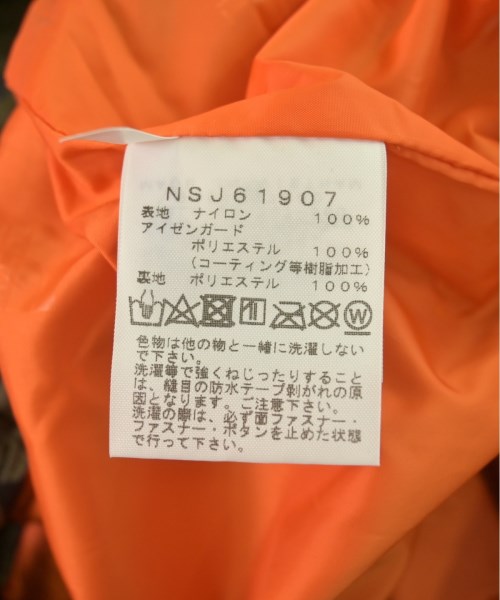 NSJ61907
表地 ナイロン 100%
アイゼンガード
ポリエステル 100%
(コーティング等樹脂加工)
裏地 ポリエステル 100%
色物は他の物と一緒に洗濯しない
で下さい。
洗濯等で強くねじったりすること
は、縫目の防水テープ剥がれの原
因となります。ご注意下さい。
洗濯の際は、必ず面ファスナー・
ファスナー・ボタンを止めた状態
で行って下さい。